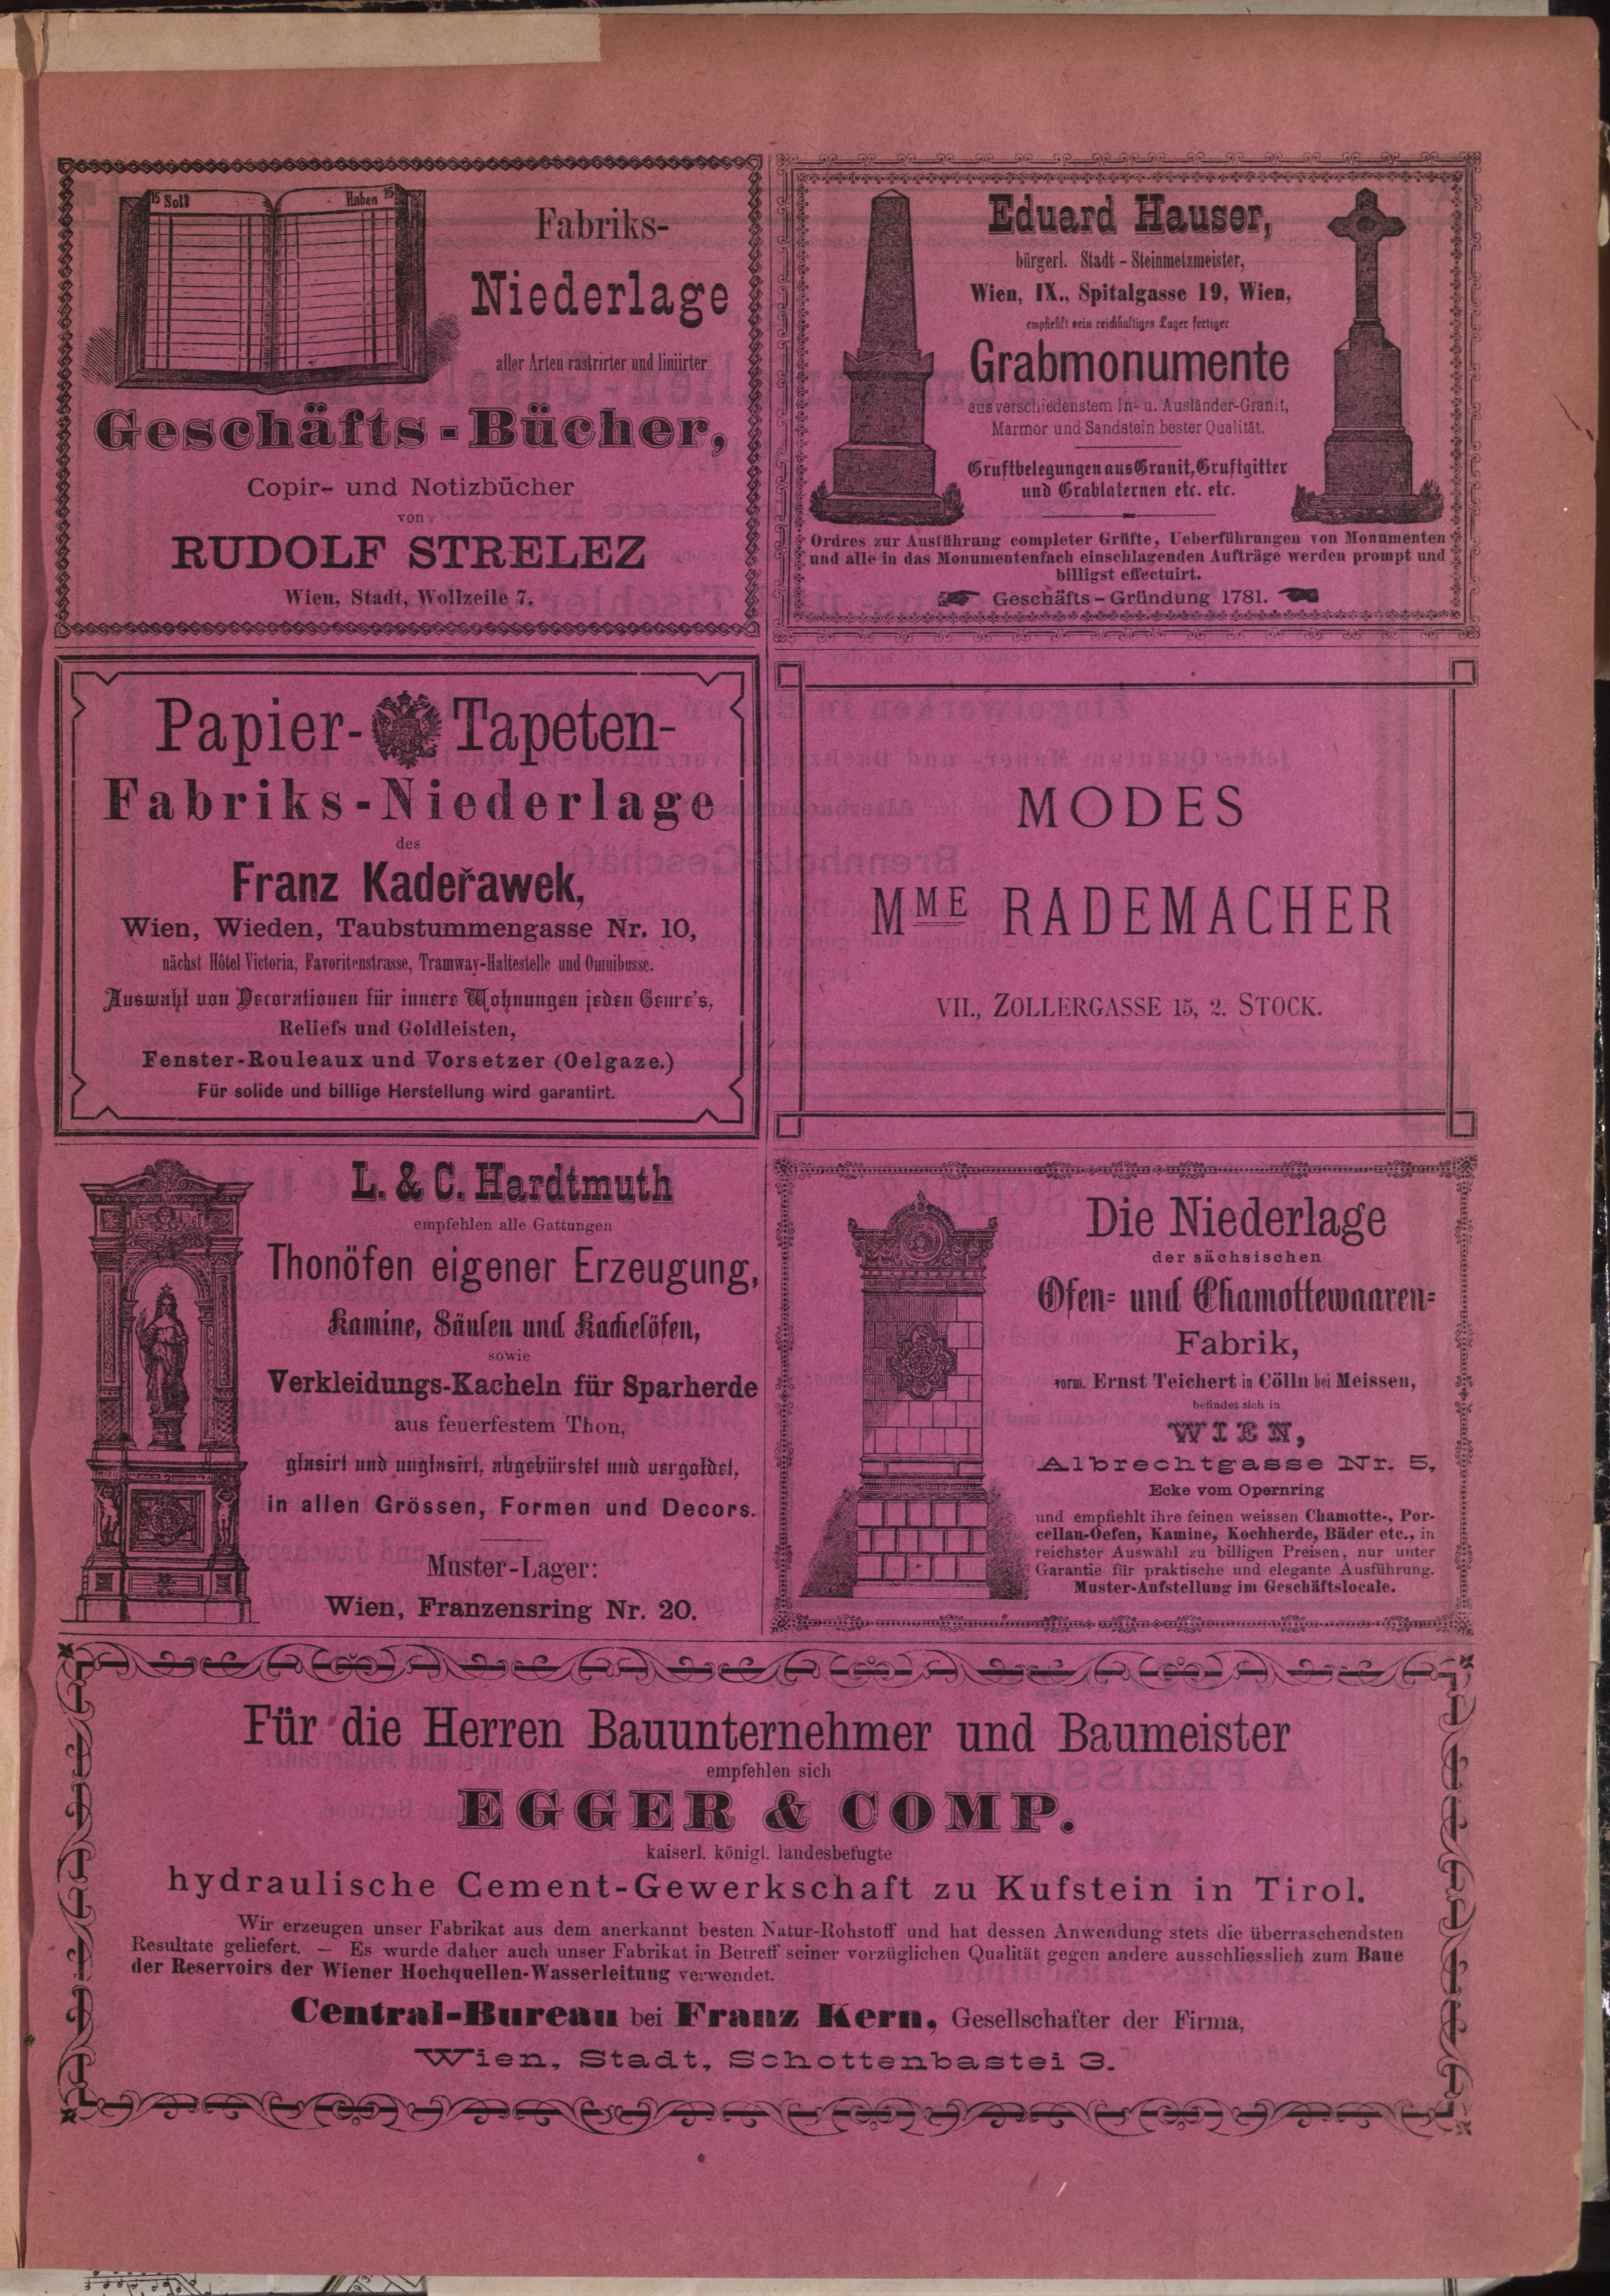 15 Soll
Haben 15
Fabriks-
Niederlage
aller Arten rastrirter und liniirter
Geschäfts-Bücher,
Copir- und Notizbücher
von
RUDOLF STRELEZ
Wien, Stadt, Wollzeile 7.
Eduard Hauser,
bürgerl. Stadt-Steinmetzmeister,
Wien, IX., Spitalgasse 19, Wien,
empfiehlt sein reichhaltiges Lager fertiger
Grabmonumente
aus verschiedenstem In- u. Ausländer-Granit,
Marmor und Sandstein bester Qualität.
Gruftbelegungen aus Granit, Gruftgitter
und Grablaternen etc. etc.
Ordres zur Ausführung completer Grüfte, Ueberführungen von Monumenten
und alle in das Monumentenfach einschlagenden Aufträge werden prompt und
billigst effectuirt.
Geschäfts-Gründung 1781.
Papier- Tapeten-
Fabriks-Niederlage
des
Franz Kadeřawek,
Wien, Wieden, Taubstummengasse Nr. 10,
nächst Hôtel Victoria, Favoritenstrasse, Tramway-Haltestelle und Omnibusse.
Auswahl von Decorationen für innere Wohnungen jeden Genre's,
Reliefs und Goldleisten,
Fenster-Rouleaux und Vorsetzer (Oelgaze.)
Für solide und billige Herstellung wird garantirt.
MODES
MME RADEMACHER
VII., ZOLLERGASSE 15, 2. STOCK.
L. & C. Hardtmuth
empfehlen alle Gattungen
Thonöfen eigener Erzeugung,
Kamine, Säulen und Kachelöfen,
sowie
Verkleidungs-Kacheln für Sparherde
aus feuerfestem Thon,
glasirt und unglasirt, abgebürstet und vergoldet,
in allen Grössen, Formen und Decors.
Muster-Lager:
Wien, Franzensring Nr. 20.
Die Niederlage
der sächsischen
Ofen- und Chamottewaaren-
Fabrik,
vorm. Ernst Teichert in Cölln bei Meissen,
befindet sich in
WIEN,
Albrechtgasse Nr. 5,
Ecke vom Opernring
und empfiehlt ihre feinen weissen Chamotte-, Por-
cellan-Oefen, Kamine, Kochherde, Bäder etc., in
reichster Auswahl zu billigen Preisen, nur unter
Garantie für praktische und elegante Ausführung.
Muster-Aufstellung im Geschäftslocale.
Für die Herren Bauunternehmer und Baumeister
empfehlen sich
EGGER & COMP.
kaiserl. königl. landesbefugte
hydraulische Cement-Gewerkschaft zu Kufstein in Tirol.
Wir erzeugen unser Fabrikat aus dem anerkannt besten Natur-Rohstoff und hat dessen Anwendung stets die überraschendsten
Resultate geliefert. — Es wurde daher auch unser Fabrikat in Betreff seiner vorzüglichen Qualität gegen andere ausschliesslich zum Baue
der Reservoirs der Wiener Hochquellen-Wasserleitung verwendet.
Central-Bureau bei Franz Kern, Gesellschafter der Firma,
Wien, Stadt, Schottenbastei 3.